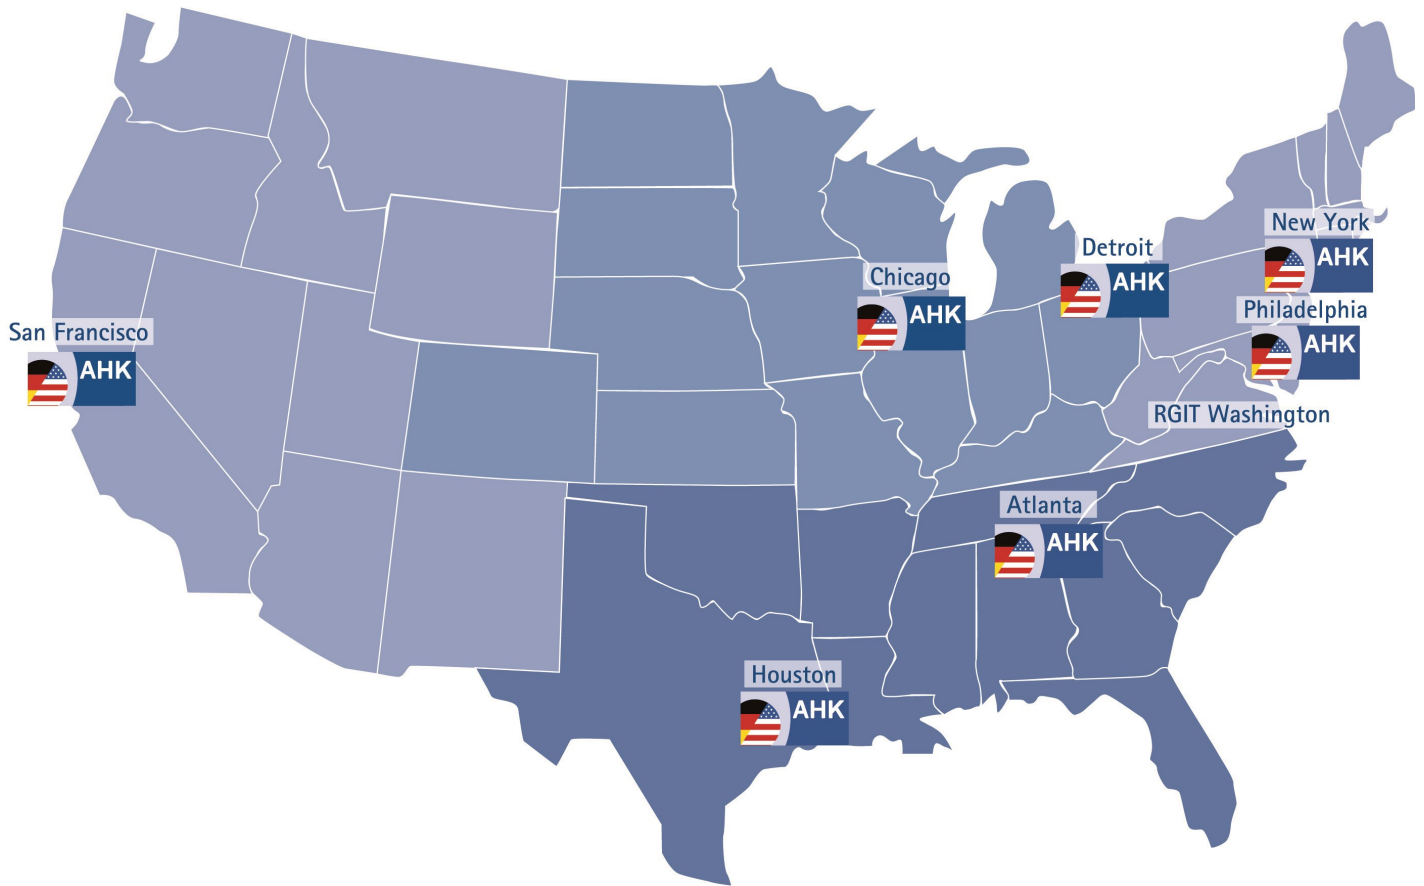 New York
AHK
Detroit
AHK
Chicago
AHK
Philadelphia
AHK
San Francisco
AHK
RGIT Washington
Atlanta
AHK
Houston
AHK